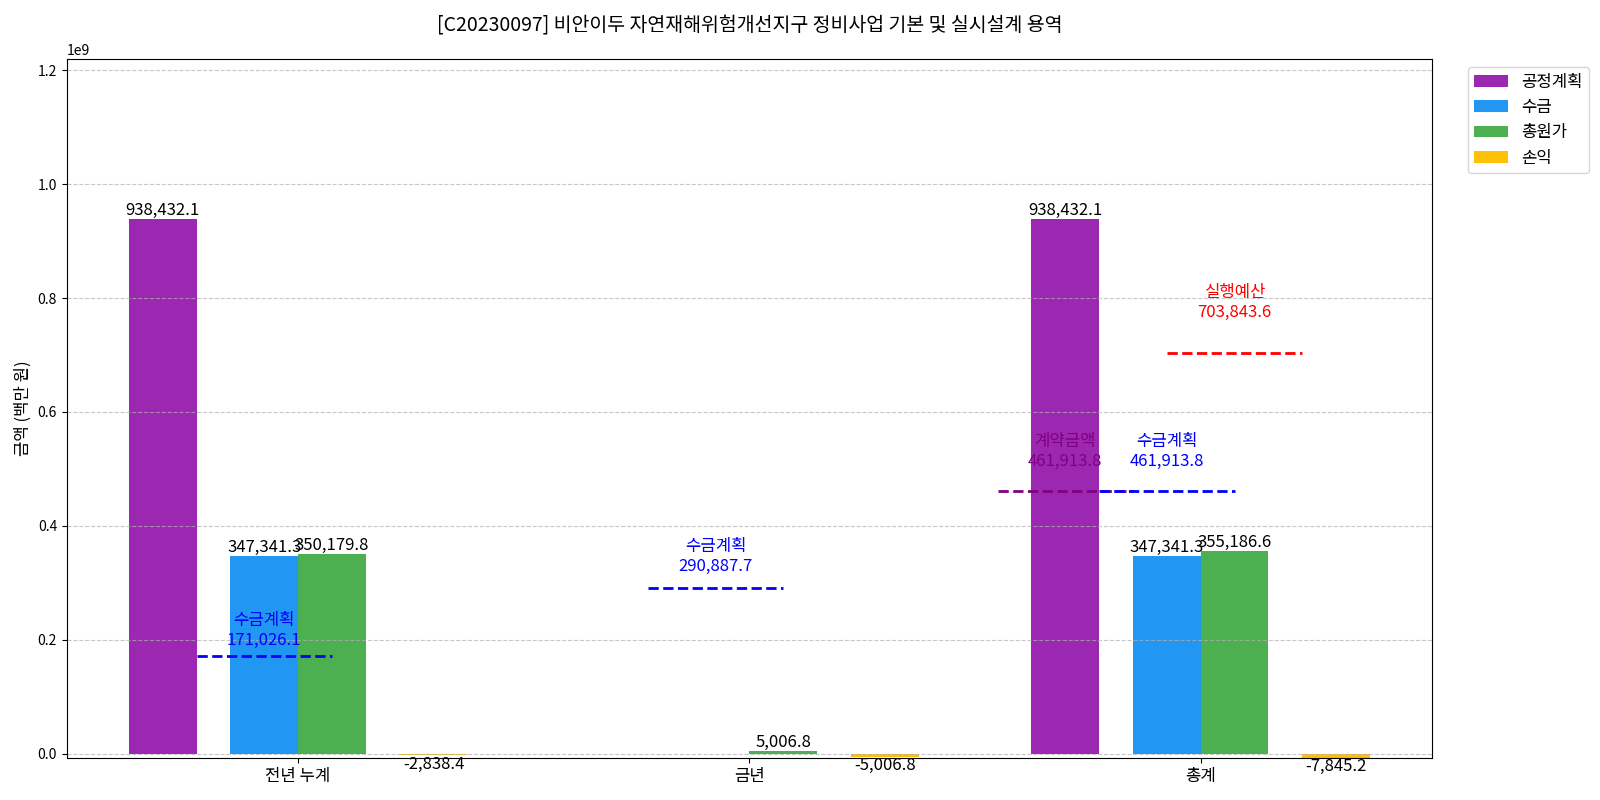 [C20230097] 비안이두 자연재해위험개선지구 정비사업 기본 및 실시설계 용역
1e9
금액 (백만 원)
1.2
1.0
0.8
0.6
0.4
0.2
0.0
938,432.1
347,341.3
350,179.8
-2,838.4
수금계획
171,026.1
수금계획
290,887.7
5,006.8
-5,006.8
938,432.1
실행예산
703,843.6
계약금액
461,913.8
수금계획
461,913.8
347,341.3
355,186.6
-7,845.2
전년 누계
금년
총계
공정계획
수금
총원가
손익